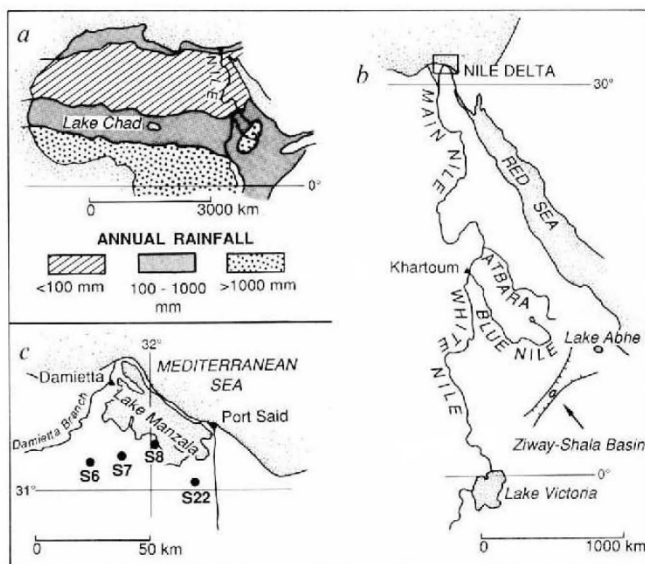 a
NILE
Lake Chad
0°
0 3000 km
ANNUAL RAINFALL
<100 mm 100 - 1000 mm >1000 mm
b
NILE DELTA
30°
MAIN NILE
RED SEA
Khartoum
ATBARA
BLUE NILE
WHITE NILE
Lake Abhe
Ziway-Shala Basin
0°
Lake Victoria
0 1000 km
c
32°
MEDITERRANEAN
SEA
Damietta
Lake Manzala
Port Said
Damietta Branch
S8
S7
S6
S22
31°
0 50 km